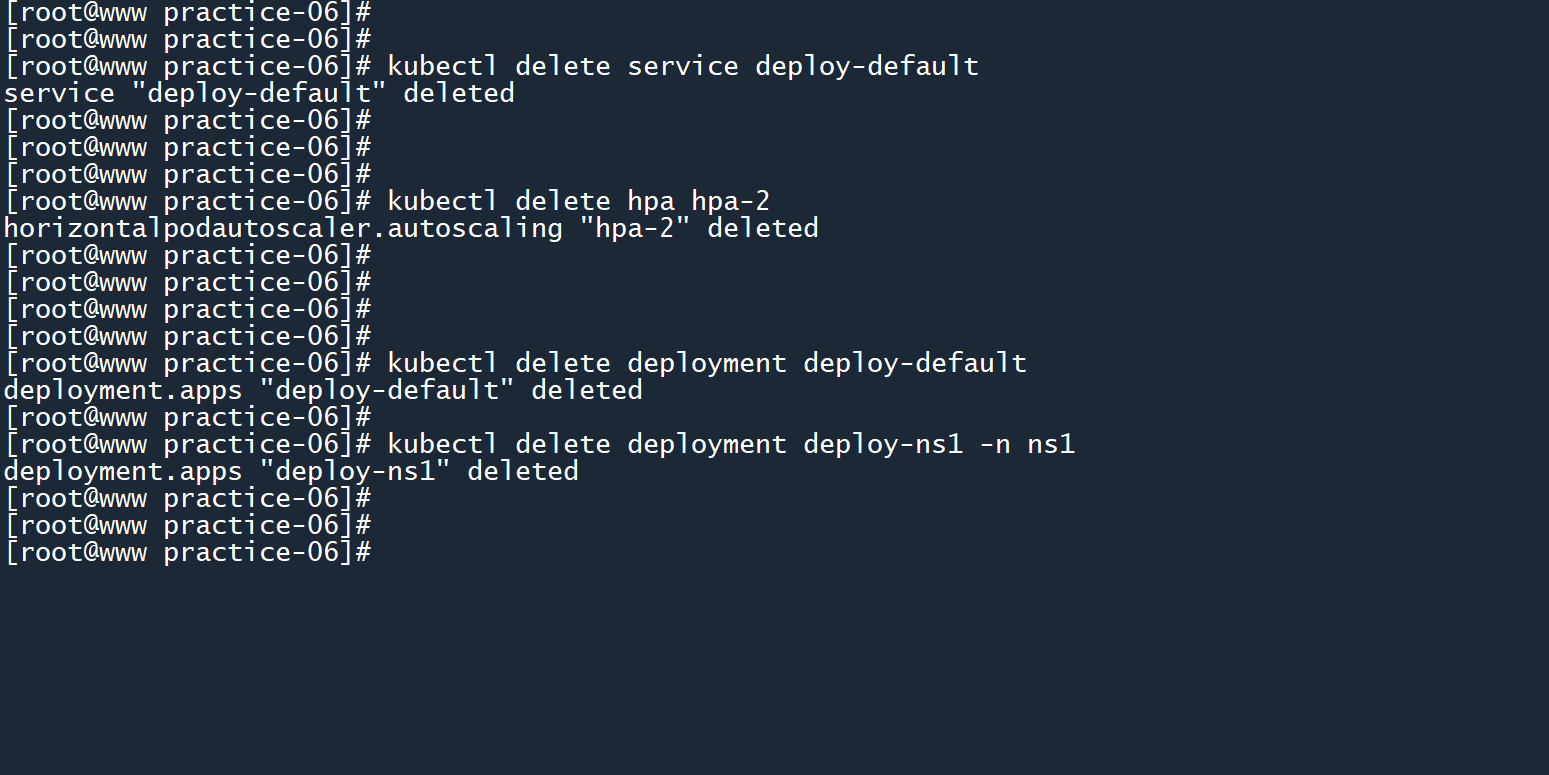 [root@www practice-06]#
[root@www practice-06]#
[root@www practice-06]# kubectl delete service deploy-default
service "deploy-default" deleted
[root@www practice-06]#
[root@www practice-06]#
[root@www practice-06]#
[root@www practice-06]# kubectl delete hpa hpa-2
horizontalpodautoscaler.autoscaling "hpa-2" deleted
[root@www practice-06]#
[root@www practice-06]#
[root@www practice-06]#
[root@www practice-06]#
[root@www practice-06]# kubectl delete deployment deploy-default
deployment.apps "deploy-default" deleted
[root@www practice-06]#
[root@www practice-06]# kubectl delete deployment deploy-ns1 -n ns1
deployment.apps "deploy-ns1" deleted
[root@www practice-06]#
[root@www practice-06]#
[root@www practice-06]#